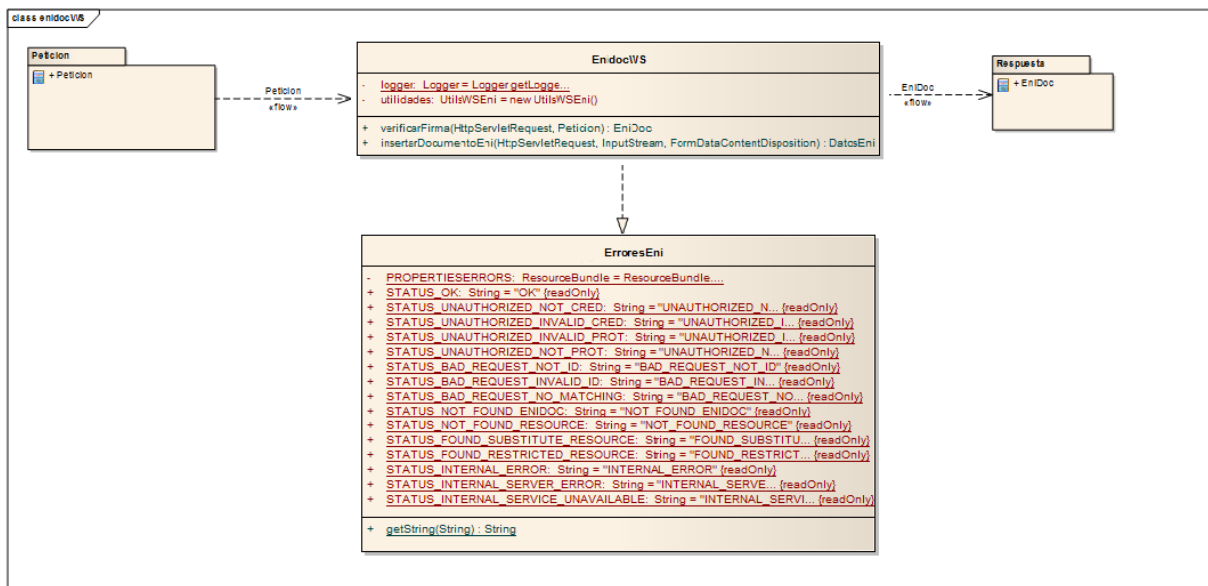 class enidocWS
Peticion
+ Peticion
Peticion
«flow»
EnidocWS
- logger: Logger = Logger.getLogge...
- utilidades: UtilsWSEni = new UtilsWSEni()
+ verificarFirma(HttpServletRequest, Peticion) : EniDoc
+ insertarDocumentoEni(HttpServletRequest, InputStream, FormDataContentDisposition) : DatosEni
EniDoc
«flow»
Respuesta
+ EniDoc
ErroresEni
- PROPERTIESERRORS: ResourceBundle = ResourceBundle....
+ STATUS_OK: String = "OK" {readOnly}
+ STATUS_UNAUTHORIZED_NOT_CRED: String = "UNAUTHORIZED_N... {readOnly}
+ STATUS_UNAUTHORIZED_INVALID_CRED: String = "UNAUTHORIZED_I... {readOnly}
+ STATUS_UNAUTHORIZED_INVALID_PROT: String = "UNAUTHORIZED_I... {readOnly}
+ STATUS_UNAUTHORIZED_NOT_PROT: String = "UNAUTHORIZED_N... {readOnly}
+ STATUS_BAD_REQUEST_NOT_ID: String = "BAD_REQUEST_NOT_ID" {readOnly}
+ STATUS_BAD_REQUEST_INVALID_ID: String = "BAD_REQUEST_IN... {readOnly}
+ STATUS_BAD_REQUEST_NO_MATCHING: String = "BAD_REQUEST_NO... {readOnly}
+ STATUS_NOT_FOUND_ENIDOC: String = "NOT_FOUND_ENIDOC" {readOnly}
+ STATUS_NOT_FOUND_RESOURCE: String = "NOT_FOUND_RESOURCE" {readOnly}
+ STATUS_FOUND_SUBSTITUTE_RESOURCE: String = "FOUND_SUBSTITU... {readOnly}
+ STATUS_FOUND_RESTRICTED_RESOURCE: String = "FOUND_RESTRICT... {readOnly}
+ STATUS_INTERNAL_ERROR: String = "INTERNAL_ERROR" {readOnly}
+ STATUS_INTERNAL_SERVER_ERROR: String = "INTERNAL_SERVE... {readOnly}
+ STATUS_INTERNAL_SERVICE_UNAVAILABLE: String = "INTERNAL_SERVI... {readOnly}
+ getString(String) : String